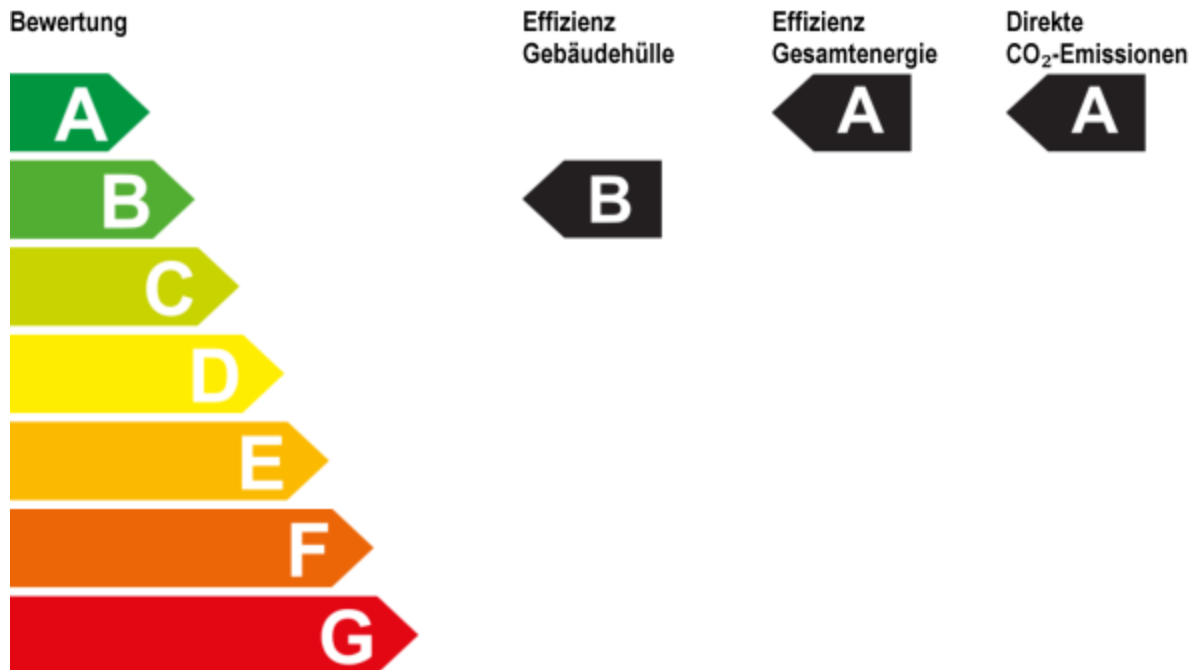 Bewertung
Effizienz
Gebäudehülle
Effizienz
Gesamtenergie
Direkte
CO₂-Emissionen
A
A
A
B
B
C
D
E
F
G